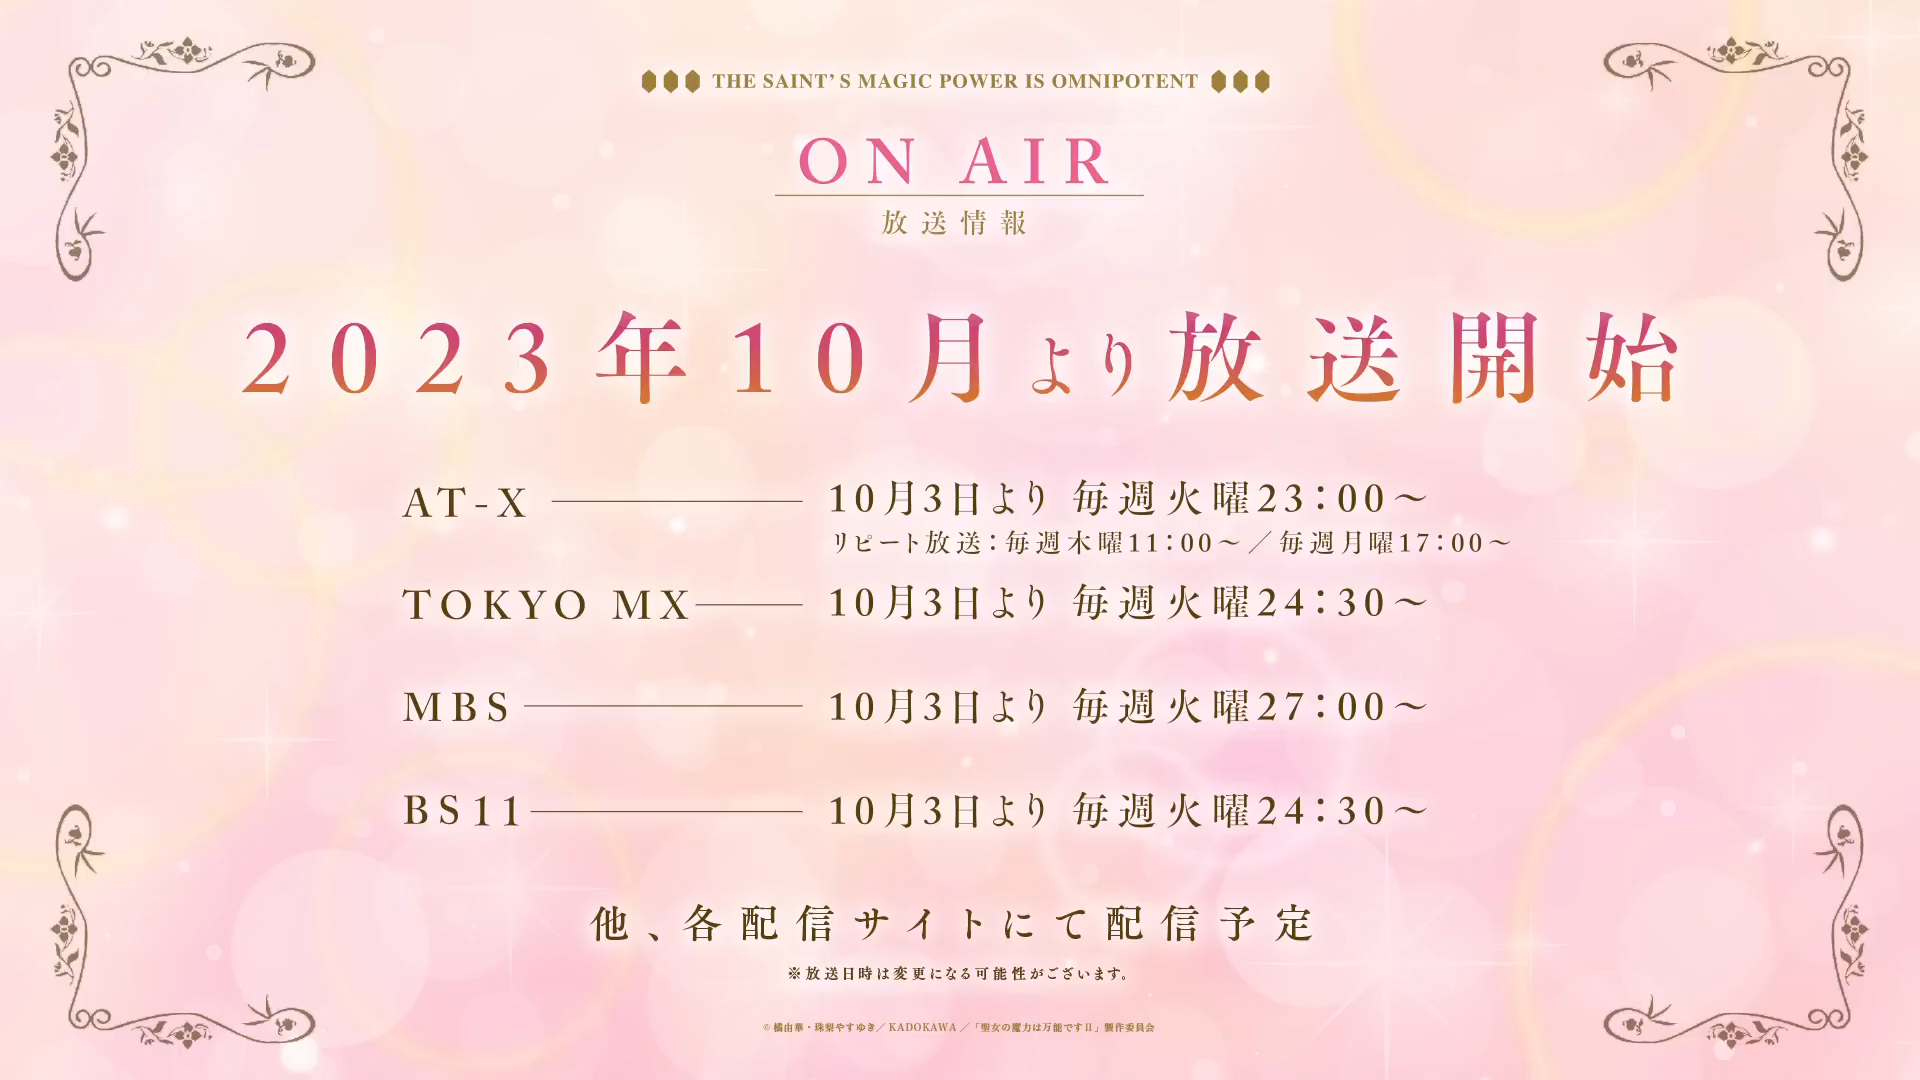 THE SAINT'S MAGIC POWER IS OMNIPOTENT
ON AIR
放送情報
2023年10月より放送開始
AT-X 10月3日より 毎週火曜23:00～
リピート放送：毎週木曜11:00～／毎週月曜17:00～
TOKYO MX 10月3日より 毎週火曜24:30～
MBS 10月3日より 毎週火曜27:00～
BS11 10月3日より 毎週火曜24:30～
他、各配信サイトにて配信予定
※放送日時は変更になる可能性がございます。
© 橘由華・珠梨やすゆき／KADOKAWA／「聖女の魔力は万能ですⅡ」製作委員会